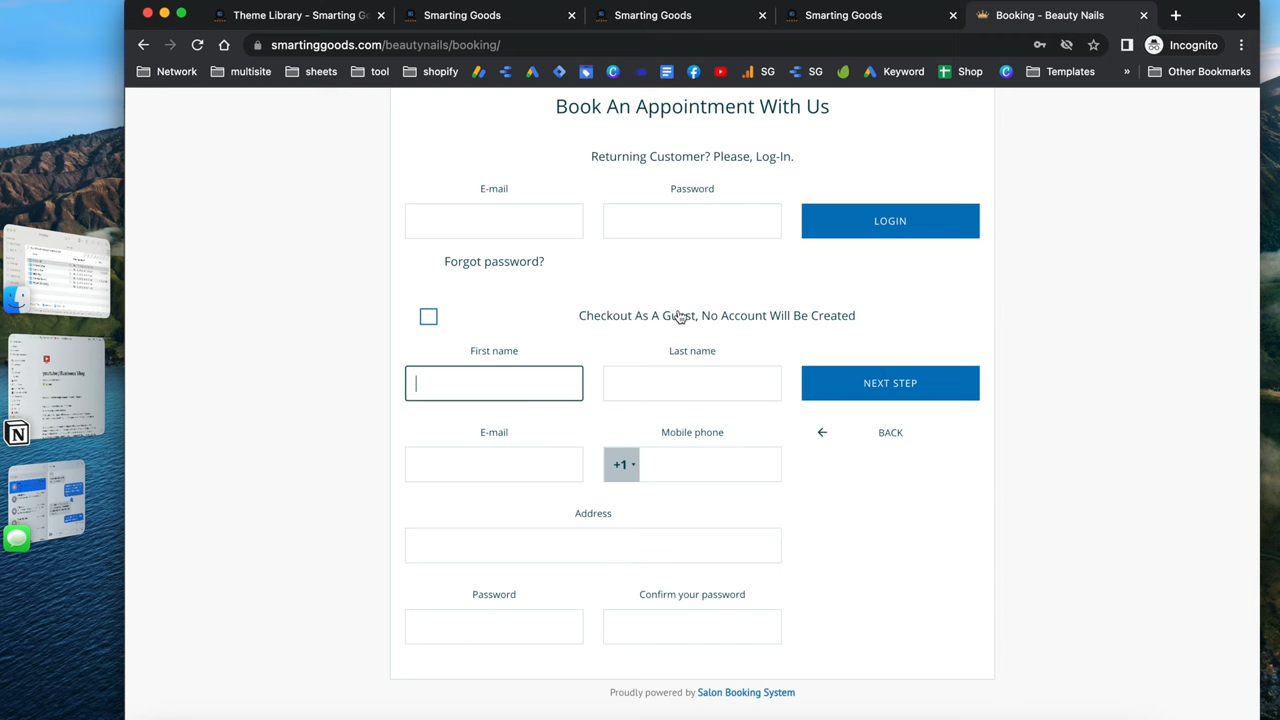 Theme Library - Smarting G
Smarting Goods
Smarting Goods
Smarting Goods
Booking - Beauty Nails
smartinggoods.com/beautynails/booking/
Incognito
Network
multisite
sheets
tool
shopify
SG
SG
Keyword
Shop
Templates
»
Other Bookmarks
Book An Appointment With Us
Returning Customer? Please, Log-In.
E-mail
Password
LOGIN
Forgot password?
Checkout As A Guest, No Account Will Be Created
First name
Last name
NEXT STEP
E-mail
Mobile phone
BACK
+1
Address
Password
Confirm your password
Proudly powered by Salon Booking System